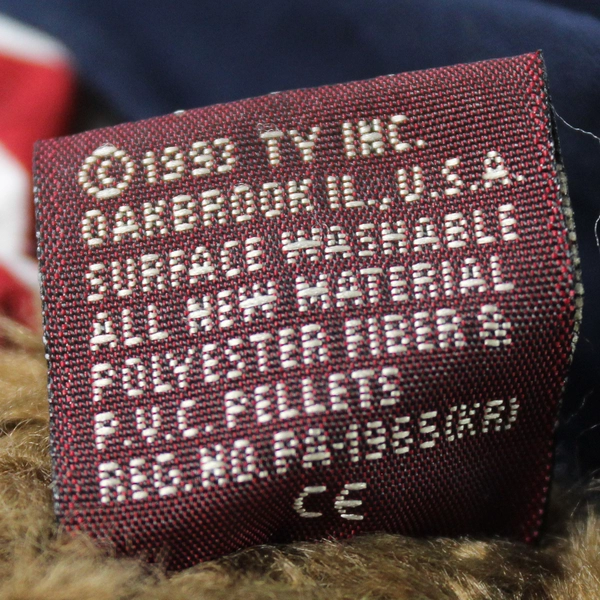 ©1993 TY INC.
OAKBROOK IL., U.S.A.
SURFACE WASHABLE
ALL NEW MATERIAL
POLYESTER FIBER &
P.V.C. PELLETS
REG.NO.PA-1965(KR)
CE